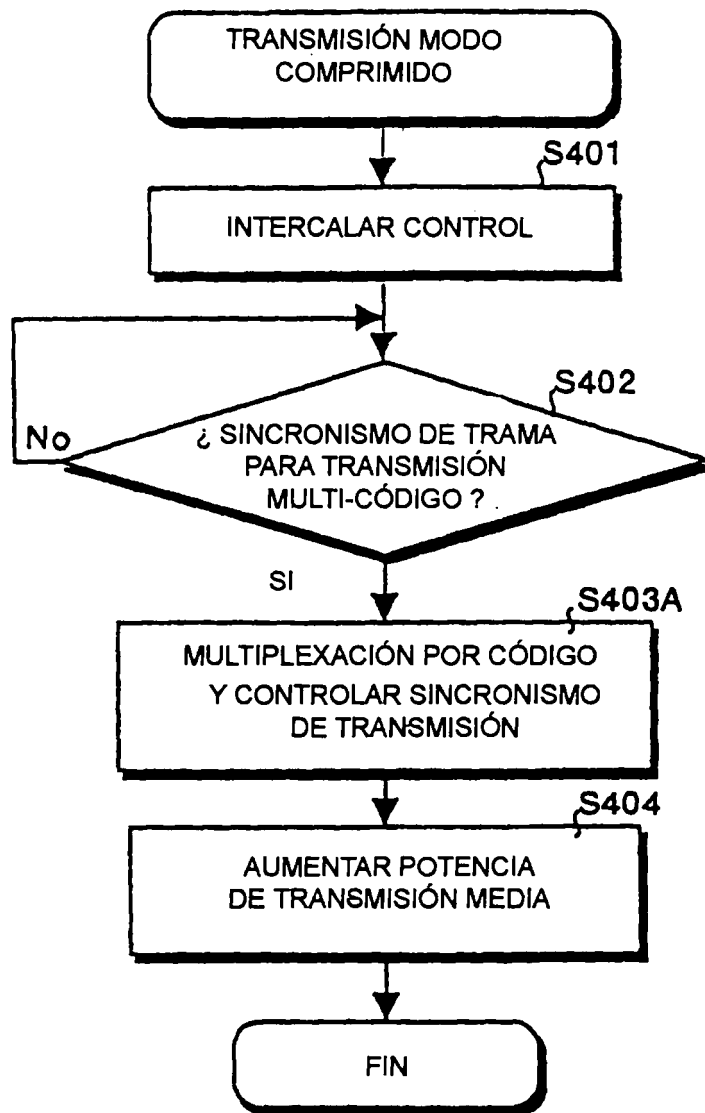 TRANSMISIÓN MODO
COMPRIMIDO
S401
INTERCALAR CONTROL
S402
No
¿ SINCRONISMO DE TRAMA
PARA TRANSMISIÓN
MULTI-CÓDIGO ?
SI
S403A
MULTIPLEXACIÓN POR CÓDIGO
Y CONTROLAR SINCRONISMO
DE TRANSMISIÓN
S404
AUMENTAR POTENCIA
DE TRANSMISIÓN MEDIA
FIN